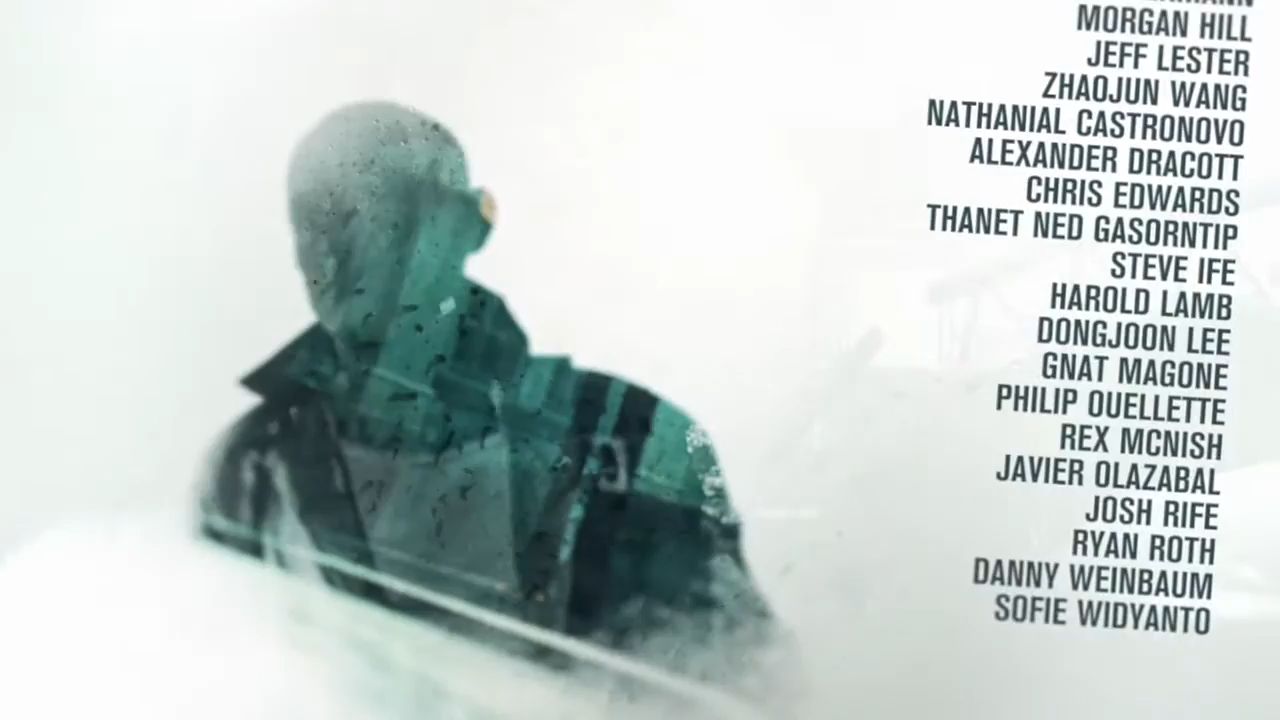 MORGAN HILL
JEFF LESTER
ZHAOJUN WANG
NATHANIAL CASTRONOVO
ALEXANDER DRACOTT
CHRIS EDWARDS
THANET NED GASORNTIP
STEVE IFE
HAROLD LAMB
DONGJOON LEE
GNAT MAGONE
PHILIP OUELLETTE
REX MCNISH
JAVIER OLAZABAL
JOSH RIFE
RYAN ROTH
DANNY WEINBAUM
SOFIE WIDYANTO